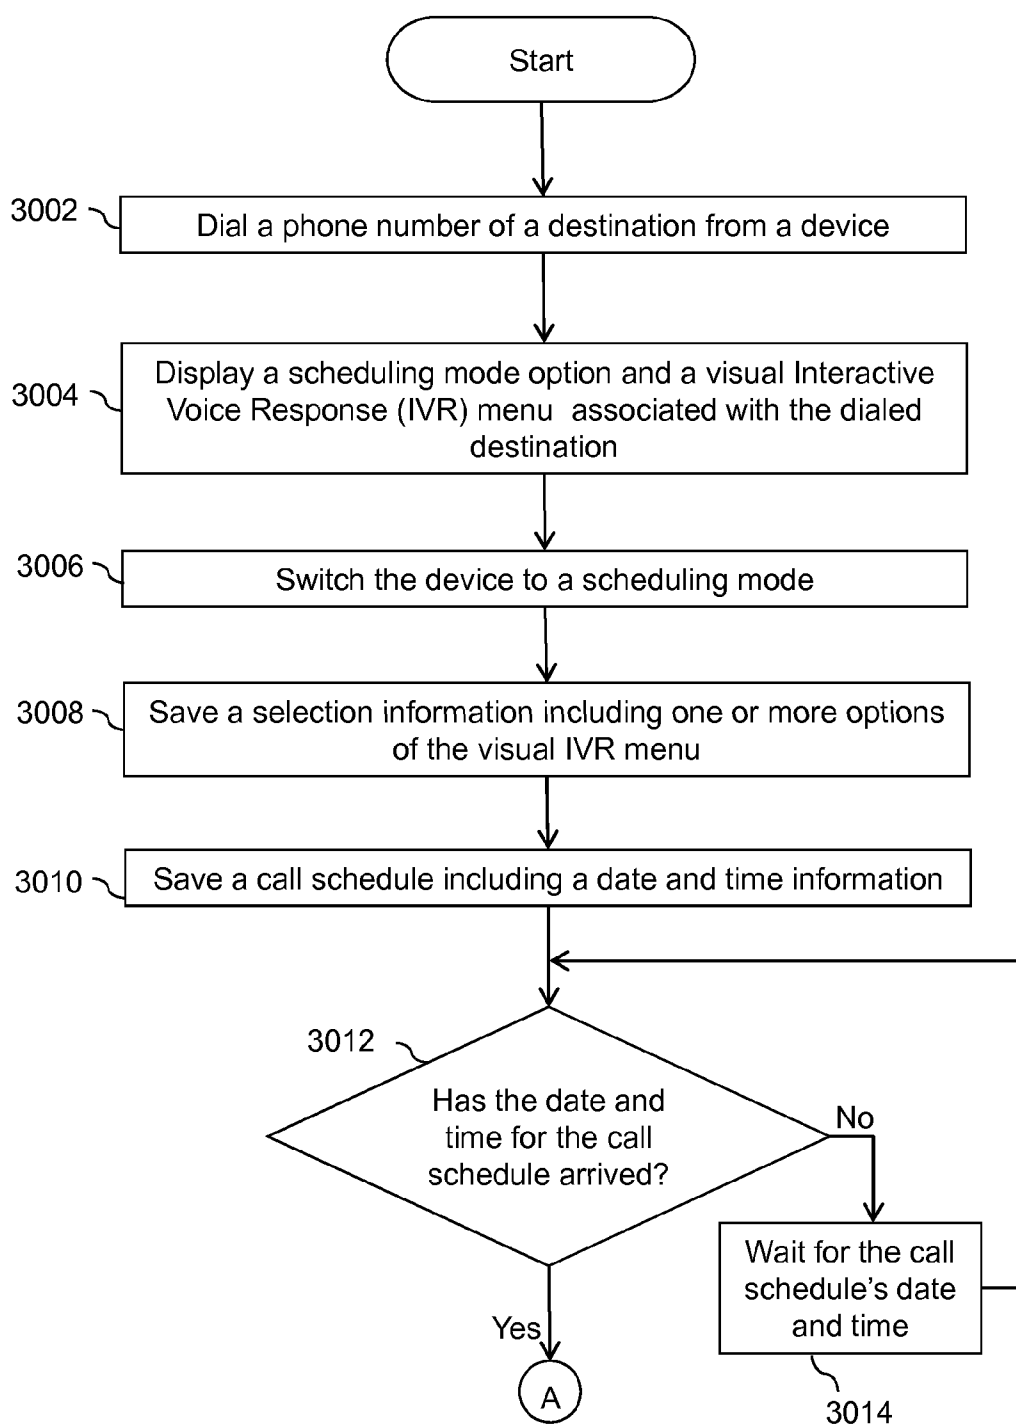 Start
3002
Dial a phone number of a destination from a device
3004
Display a scheduling mode option and a visual Interactive
Voice Response (IVR) menu associated with the dialed
destination
3006
Switch the device to a scheduling mode
3008
Save a selection information including one or more options
of the visual IVR menu
3010
Save a call schedule including a date and time information
3012
Has the date and
time for the call
schedule arrived?
No
Wait for the call
schedule's date
and time
3014
Yes
A